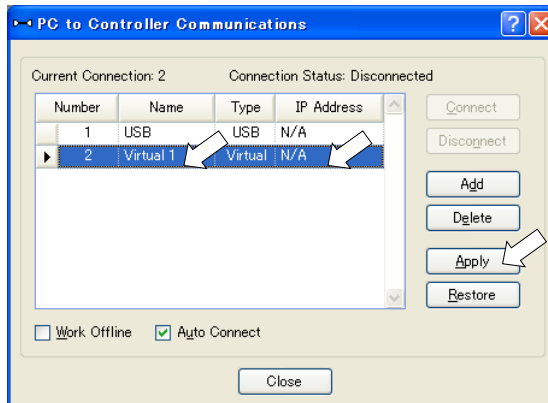 PC to Controller Communications
Current Connection: 2 Connection Status: Disconnected
Number Name Type IP Address
1 USB USB N/A
2 Virtual 1 Virtual N/A
Connect
Disconnect
Add
Delete
Apply
Restore
Work Offline Auto Connect
Close